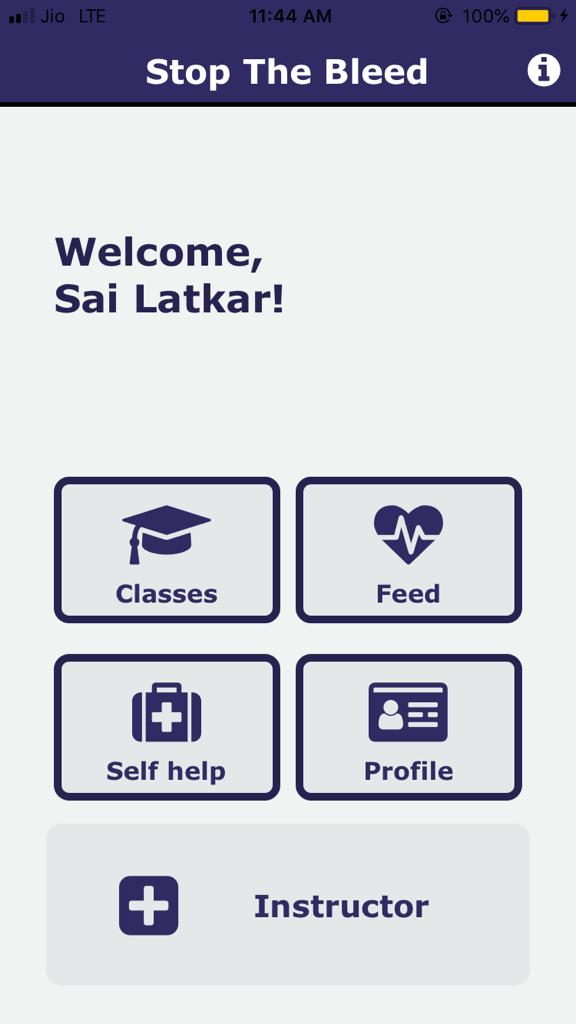 Jio LTE 11:44 AM 100%
Stop The Bleed
Welcome,
Sai Latkar!
Classes Feed
Self help Profile
Instructor